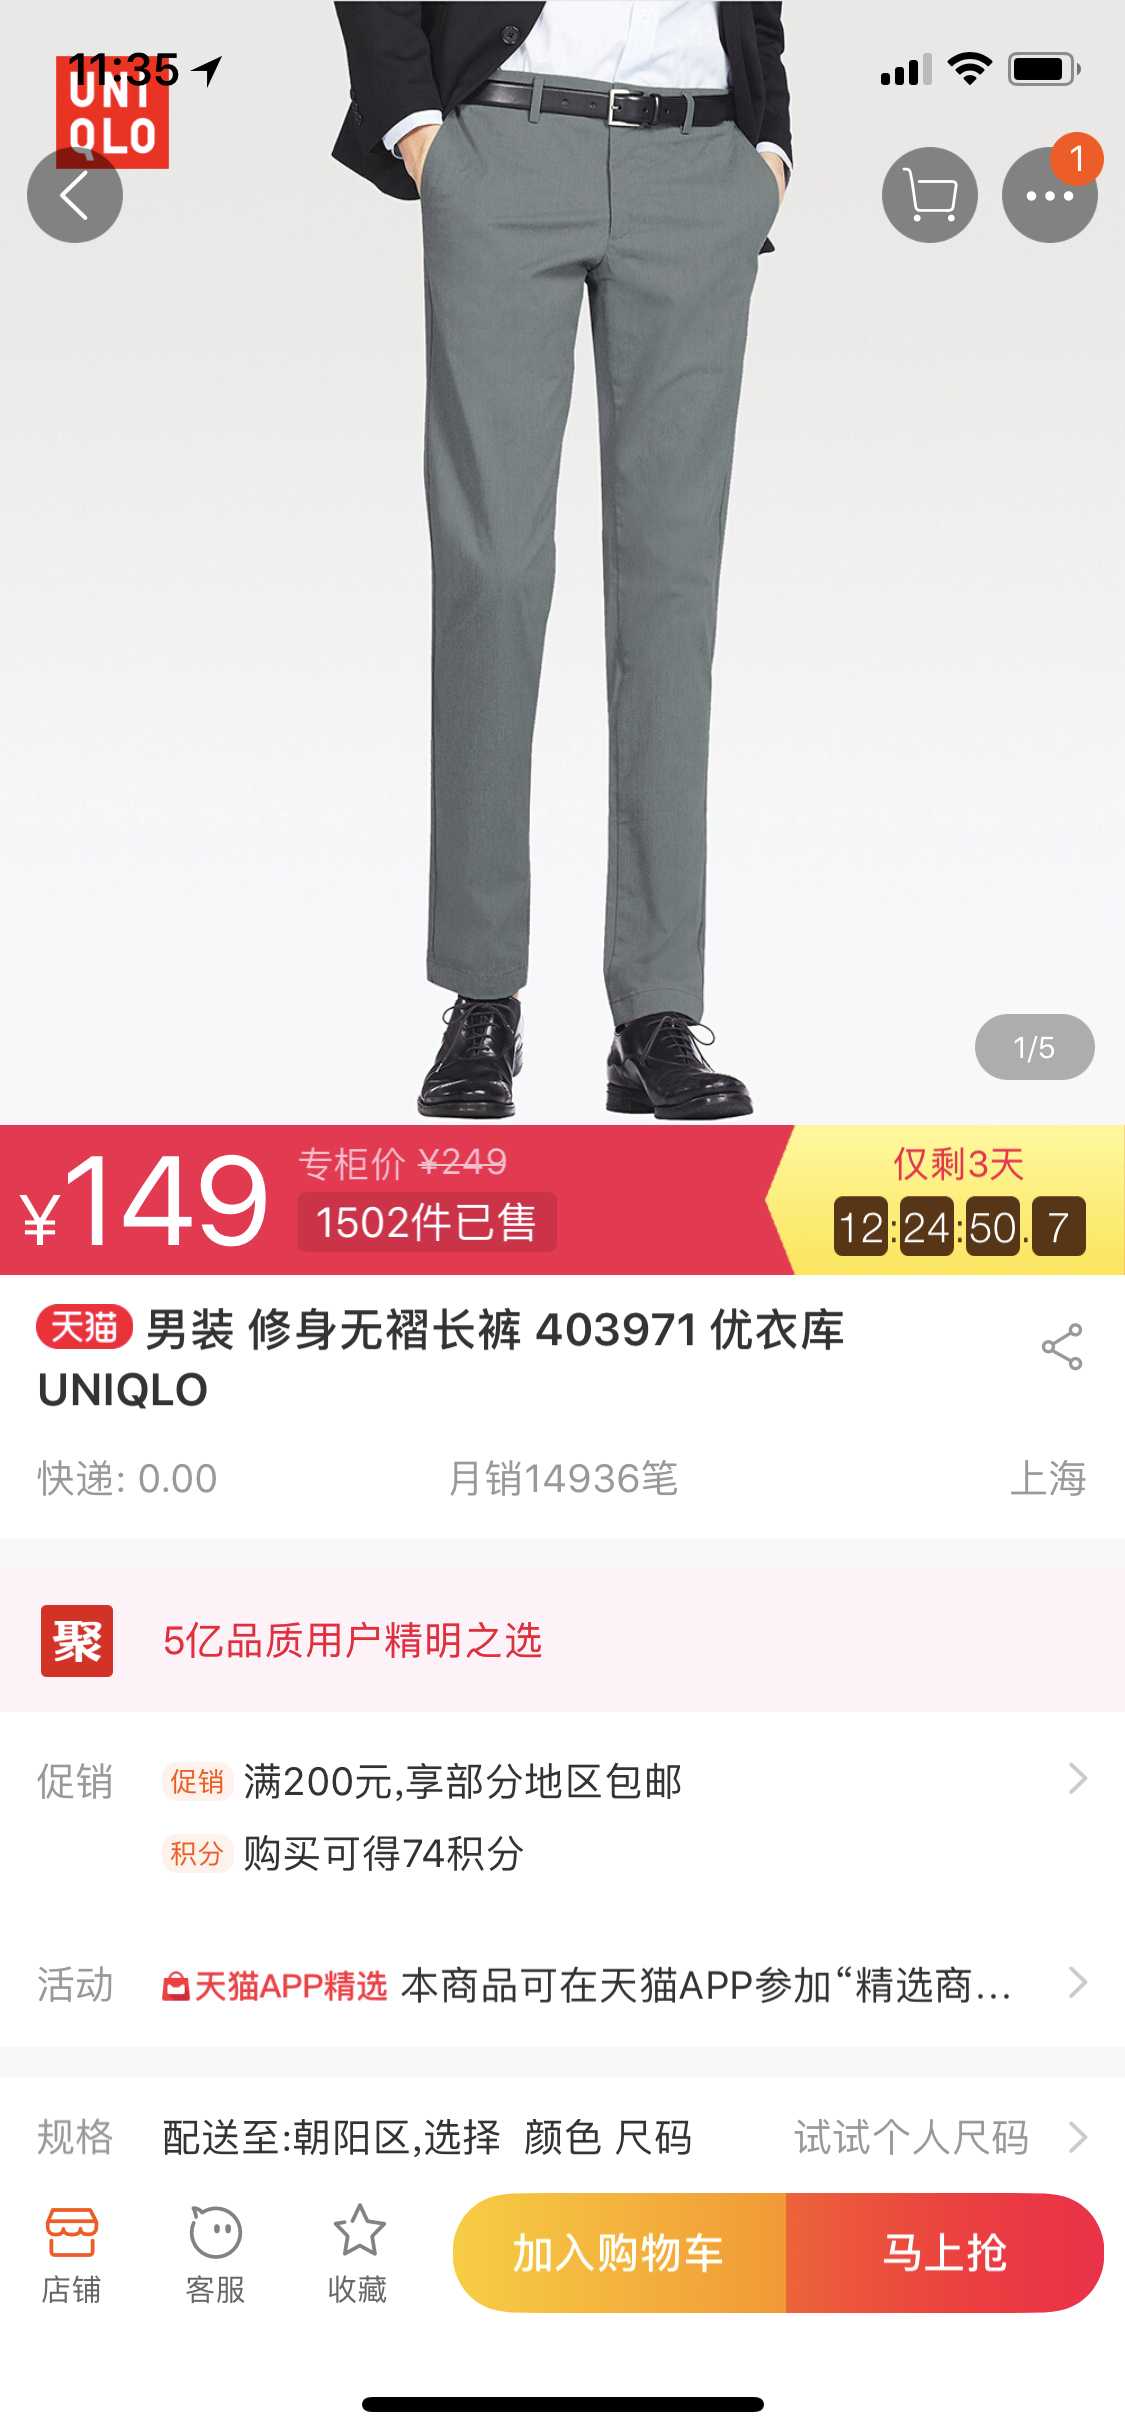 11:35
UNI
QLO
1
1/5
¥149
专柜价 ¥249
1502件已售
仅剩3天
12:24:50.7
天猫 男装 修身无褶长裤 403971 优衣库
UNIQLO
快递: 0.00 月销14936笔 上海
聚 5亿品质用户精明之选
促销 促销 满200元,享部分地区包邮
积分 购买可得74积分
活动 天猫APP精选 本商品可在天猫APP参加“精选商...
规格 配送至:朝阳区,选择 颜色 尺码 试试个人尺码
店铺 客服 收藏 加入购物车 马上抢